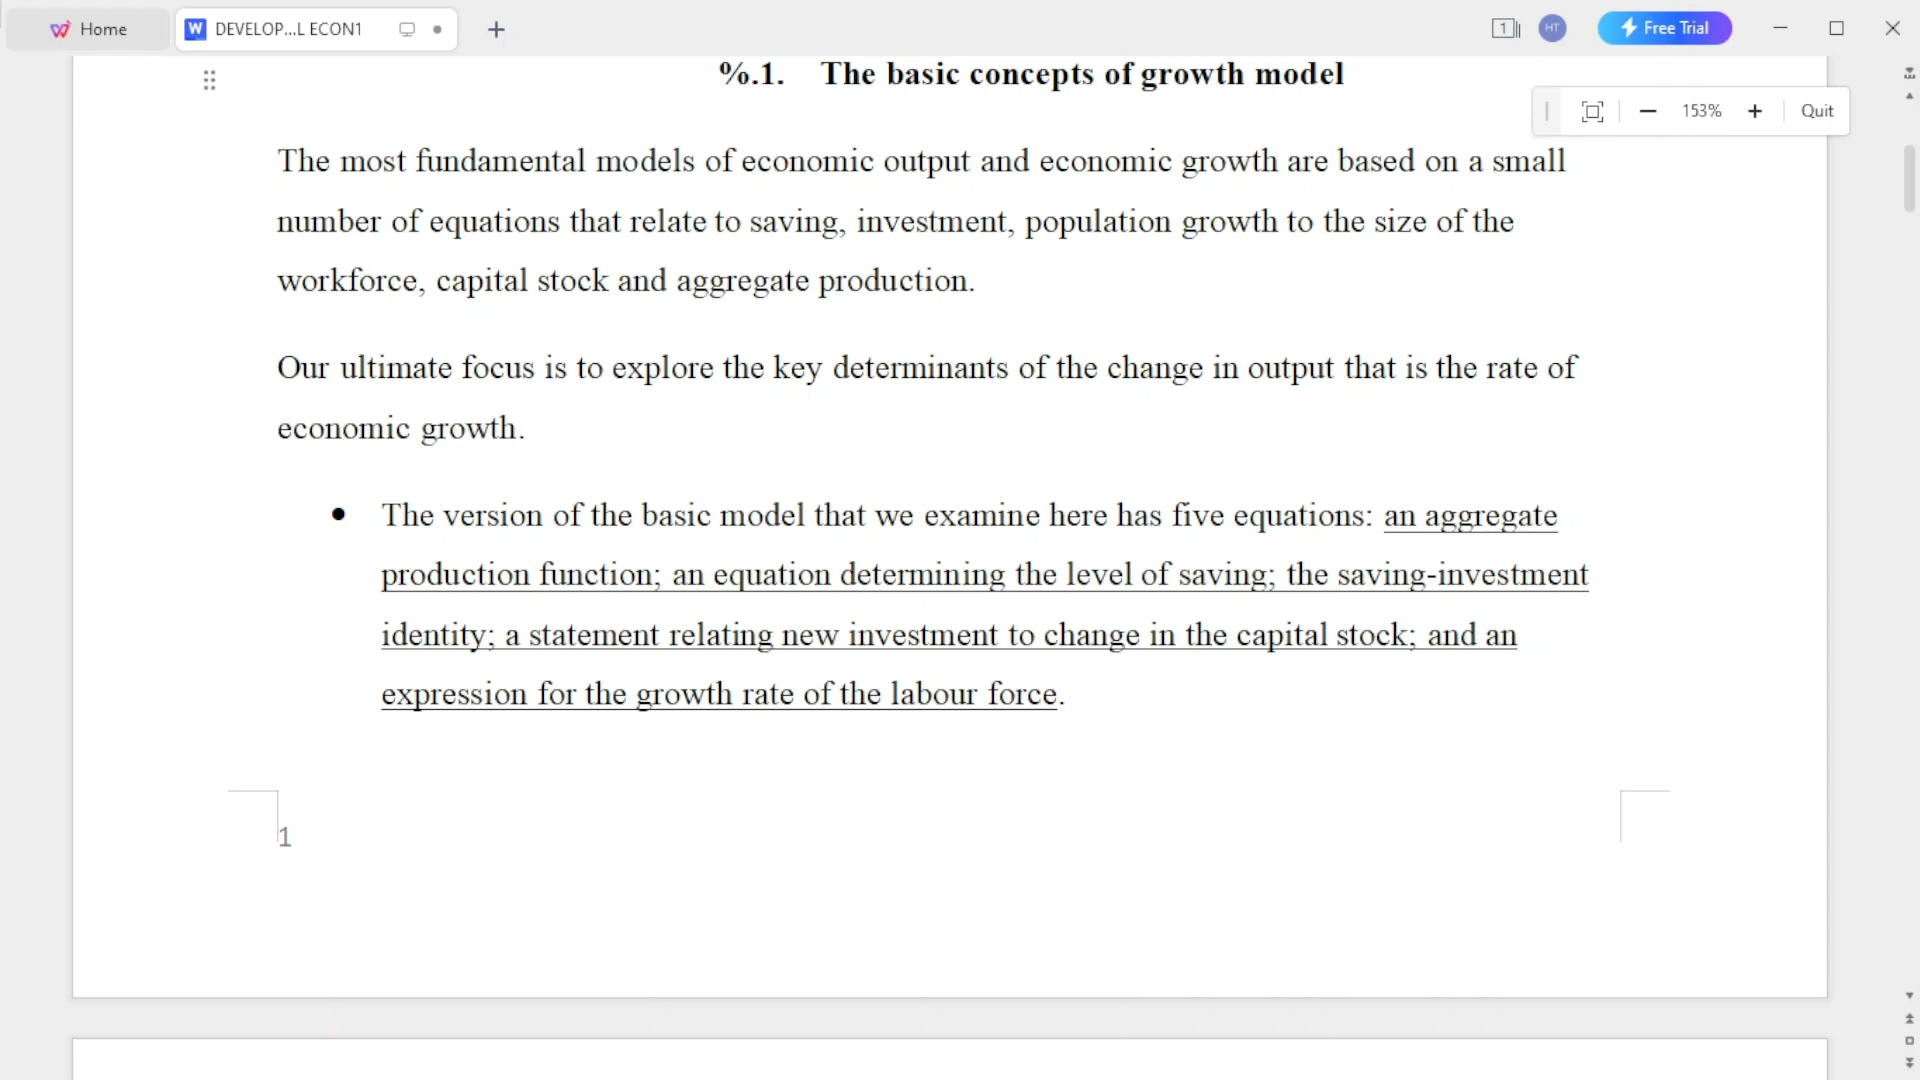 Home
DEVELOP...L ECON1
1
HT
Free Trial
%.1. The basic concepts of growth model
153%
Quit
The most fundamental models of economic output and economic growth are based on a small
number of equations that relate to saving, investment, population growth to the size of the
workforce, capital stock and aggregate production.
Our ultimate focus is to explore the key determinants of the change in output that is the rate of
economic growth.
• The version of the basic model that we examine here has five equations: an aggregate
production function; an equation determining the level of saving; the saving-investment
identity; a statement relating new investment to change in the capital stock; and an
expression for the growth rate of the labour force.
1